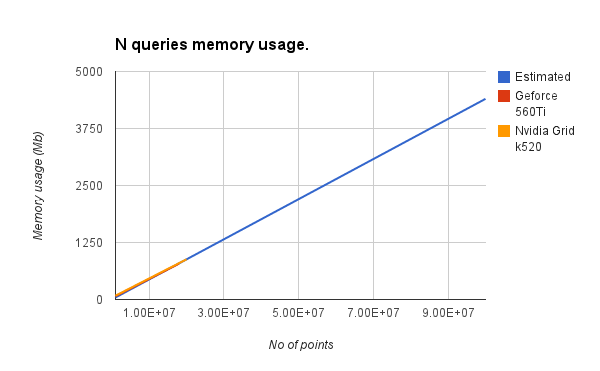 N queries memory usage.
5000
3750
2500
1250
0
Memory usage (Mb)
1.00E+07 3.00E+07 5.00E+07 7.00E+07 9.00E+07
No of points
Estimated
Geforce
560Ti
Nvidia Grid
k520